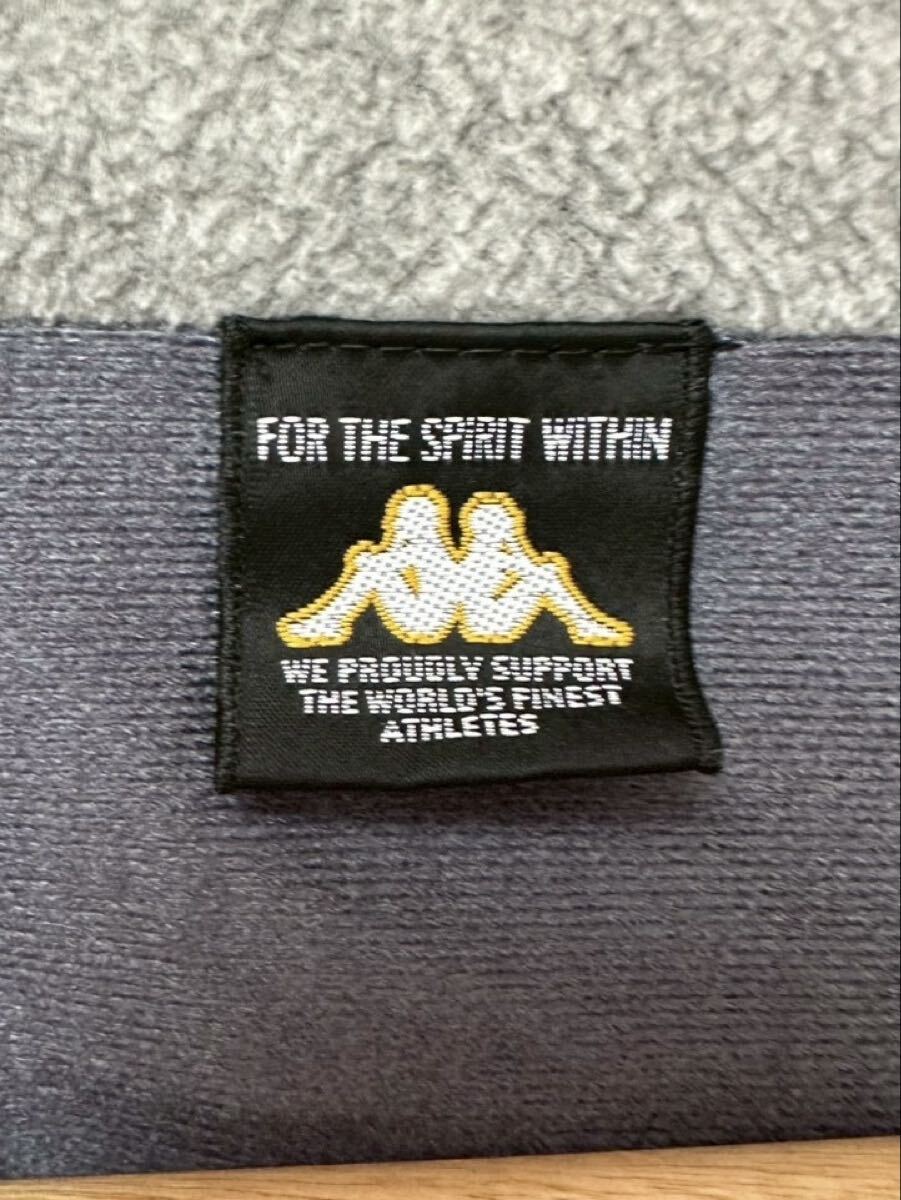 FOR THE SPIRIT WITHIN
WE PROUDLY SUPPORT
THE WORLD'S FINEST
ATHLETES